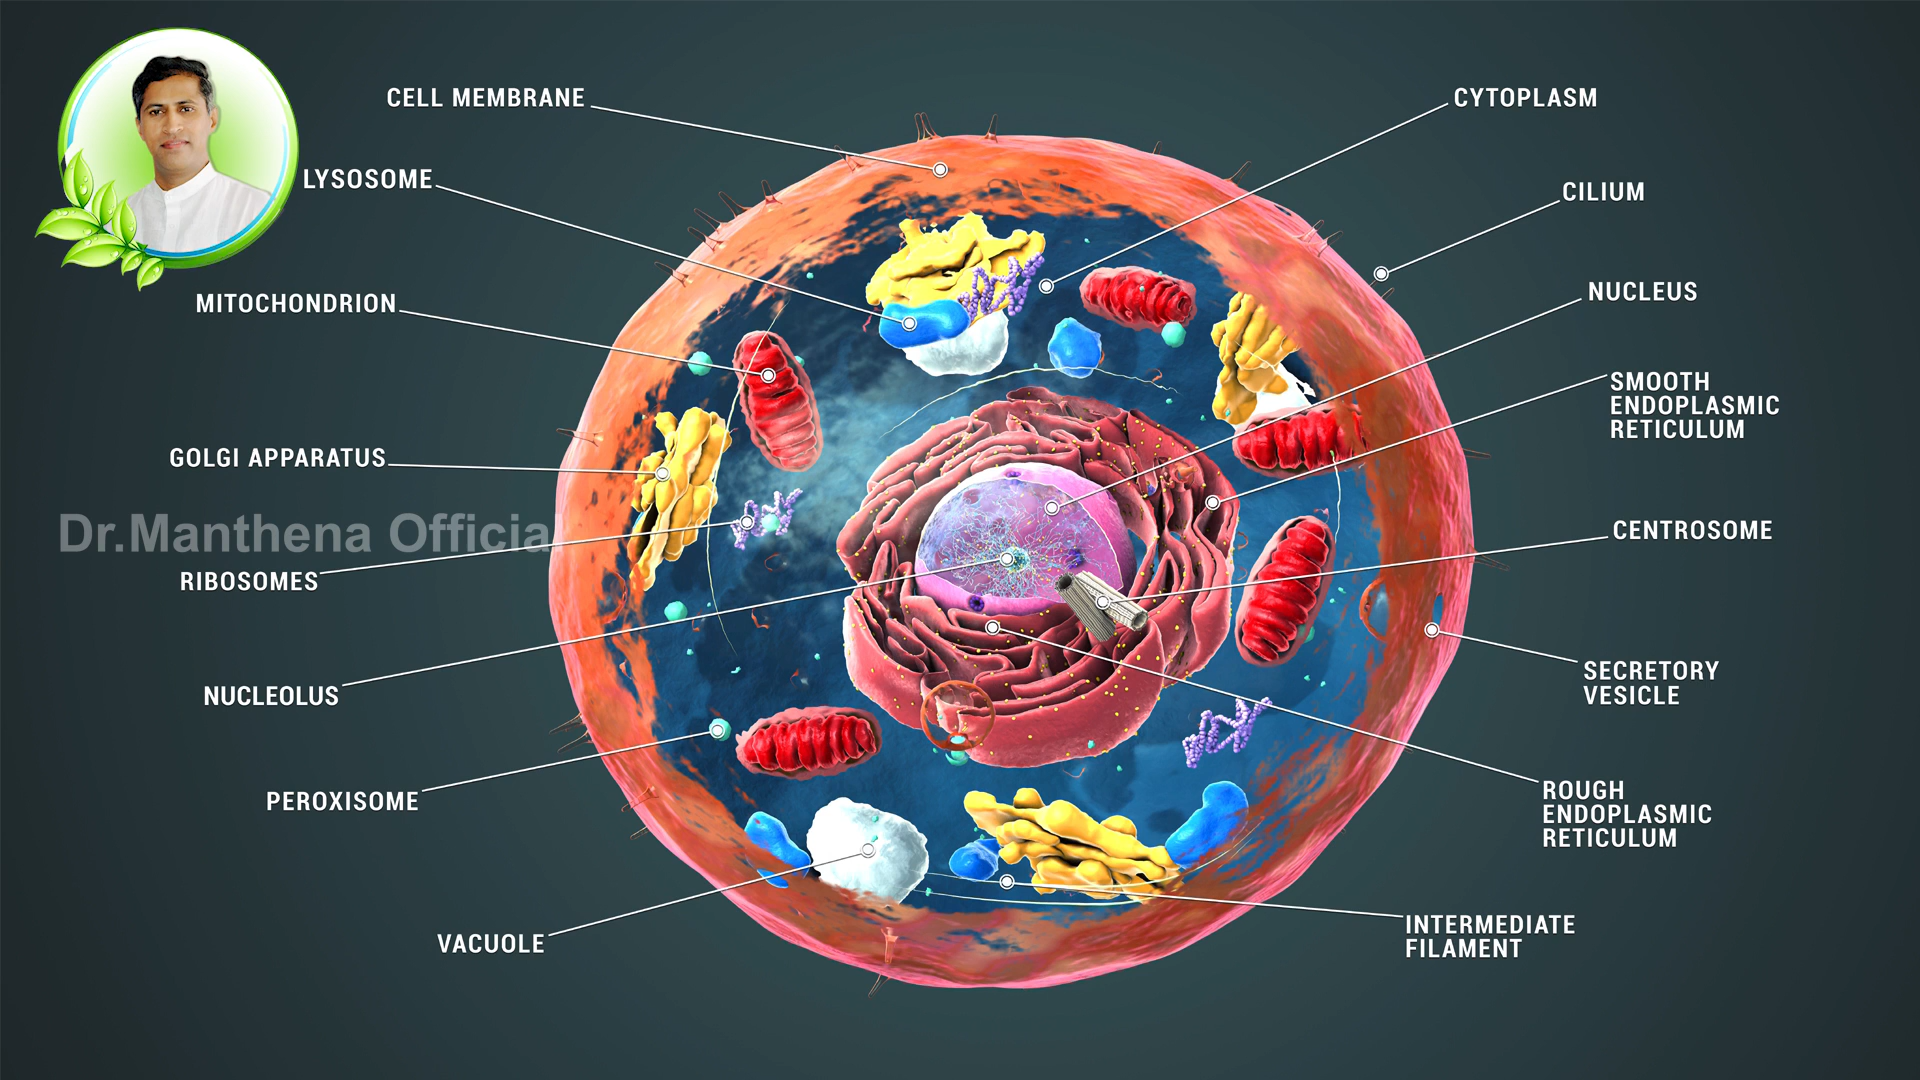 CELL MEMBRANE
CYTOPLASM
LYSOSOME
CILIUM
MITOCHONDRION
NUCLEUS
SMOOTH
ENDOPLASMIC
RETICULUM
GOLGI APPARATUS
Dr.Manthena Official
CENTROSOME
RIBOSOMES
SECRETORY
VESICLE
NUCLEOLUS
PEROXISOME
ROUGH
ENDOPLASMIC
RETICULUM
VACUOLE
INTERMEDIATE
FILAMENT